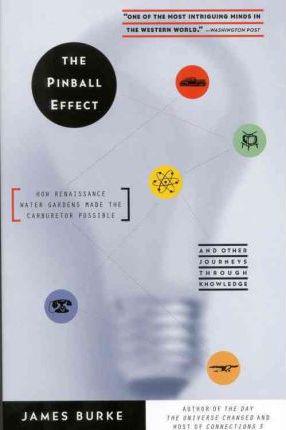 "ONE OF THE MOST INTRIGUING MINDS IN
THE WESTERN WORLD." —WASHINGTON POST
THE
PINBALL
EFFECT
HOW RENAISSANCE
WATER GARDENS MADE THE
CARBURETOR POSSIBLE
AND OTHER
JOURNEYS
THROUGH
KNOWLEDGE
JAMES BURKE
AUTHOR OF THE DAY
THE UNIVERSE CHANGED AND
HOST OF CONNECTIONS 3